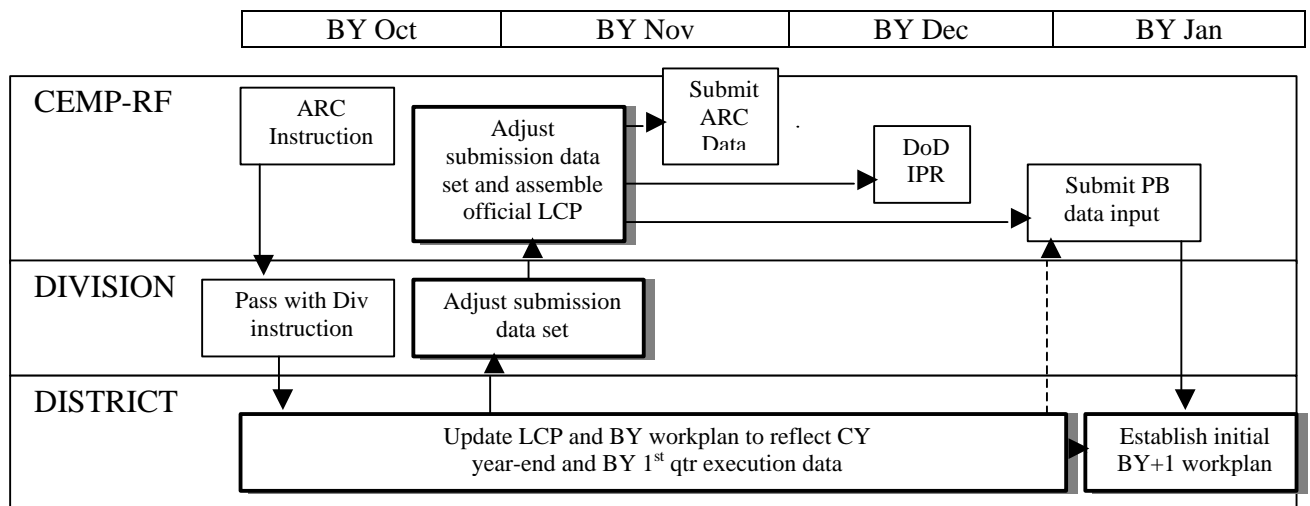 BY Oct
BY Nov
BY Dec
BY Jan
CEMP-RF
ARC
Instruction
Adjust
submission data
set and assemble
official LCP
Submit
ARC
Data
DoD
IPR
Submit PB
data input
DIVISION
Pass with Div
instruction
Adjust submission
data set
DISTRICT
Update LCP and BY workplan to reflect CY
year-end and BY 1st qtr execution data
Establish initial
BY+1 workplan